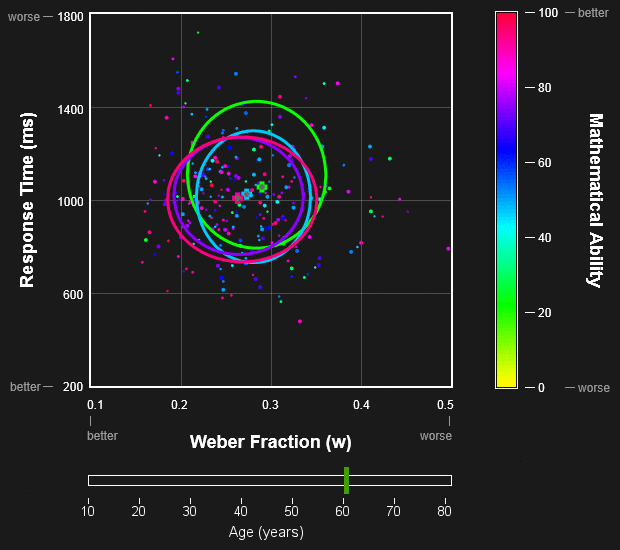 worse
1800
1400
1000
600
better
200
Response Time (ms)
0.1
0.2
0.3
0.4
0.5
better
worse
Weber Fraction (w)
10
20
30
40
50
60
70
80
Age (years)
100
better
80
60
40
20
0
worse
Mathematical Ability